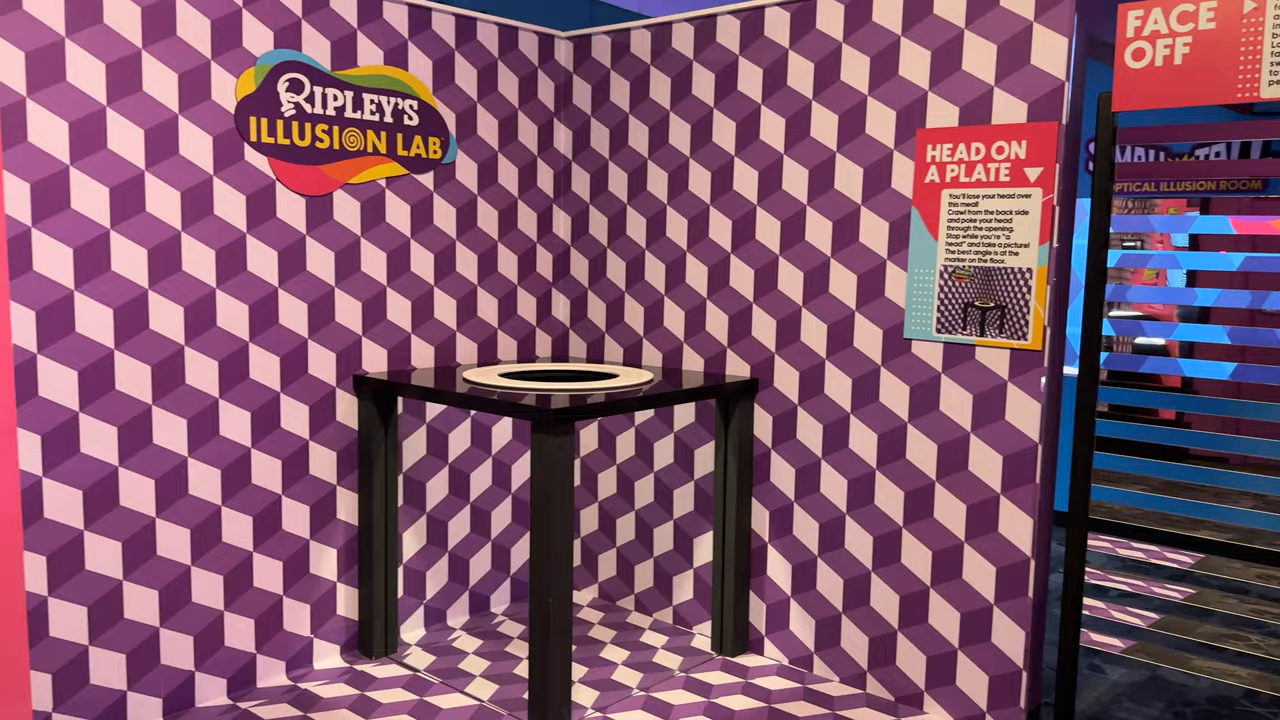 RIPLEY'S
ILLUSION LAB
HEAD ON
A PLATE
You'll lose your head over
this meal!
Crawl from the back side
and poke your head
through the opening.
Stop while you're "a
head" and take a picture!
The best angle is at the
marker on the floor.
FACE
OFF
SMALL TALL
OPTICAL ILLUSION ROOM